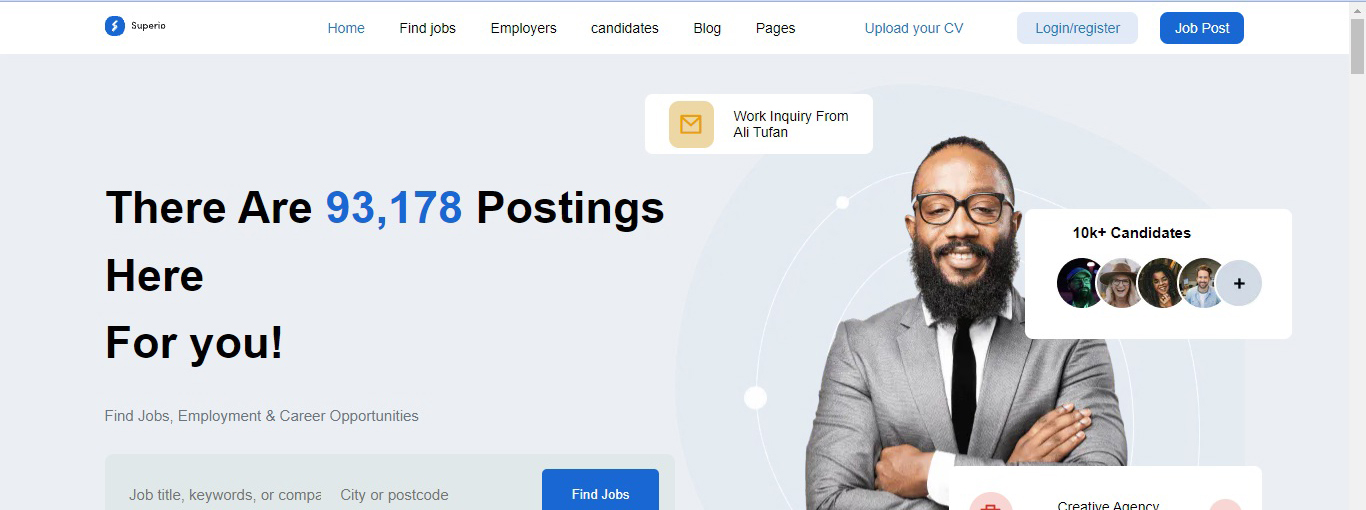 Superio
Home
Find jobs
Employers
candidates
Blog
Pages
Upload your CV
Login/register
Job Post
Work Inquiry From
Ali Tufan
There Are 93,178 Postings
Here
For you!
10k+ Candidates
Find Jobs, Employment & Career Opportunities
Job title, keywords, or compa
City or postcode
Find Jobs
Creative Agency